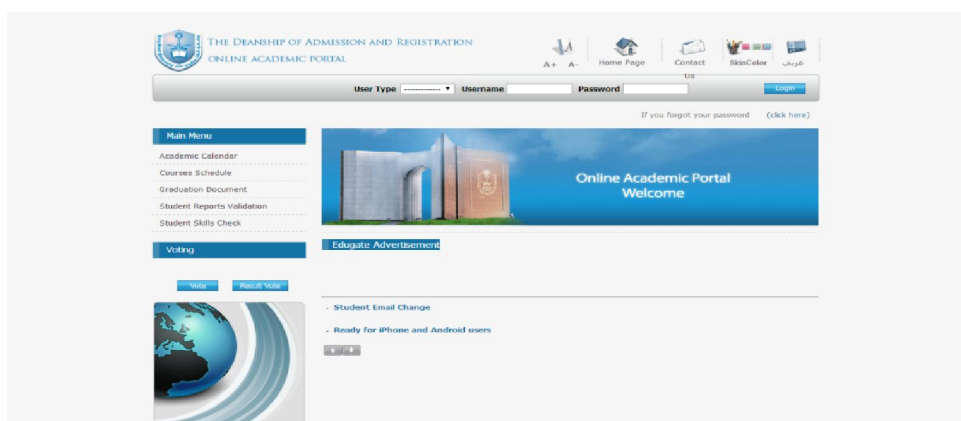 THE DEANSHIP OF ADMISSION AND REGISTRATION
ONLINE ACADEMIC PORTAL
A+ A- Home Page Contact Us SkinColor عربي
User Type ------------ Username Password Login
If you forgot your password (click here)
Main Menu
Academic Calendar
Courses Schedule
Graduation Document
Student Reports Validation
Student Skills Check
Voting
Vote Result Vote
Online Academic Portal
Welcome
Edugate Advertisement
- Student Email Change
- Ready for iPhone and Android users